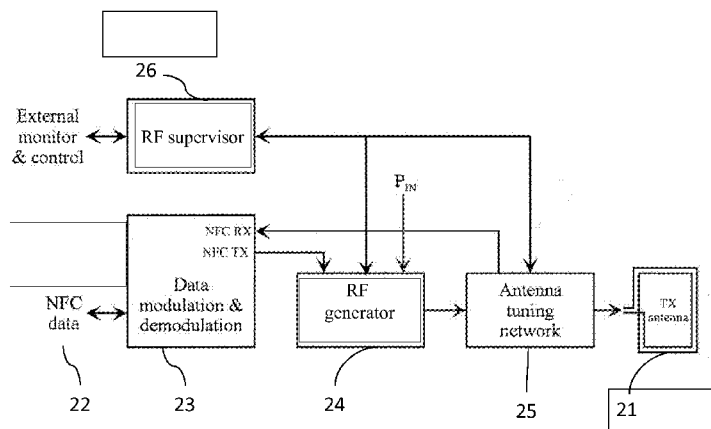 26
External
monitor
& control
RF supervisor
P_IN
NFC RX
NFC TX
Data
modulation &
demodulation
NFC
data
RF
generator
Antenna
tuning
network
TX
antenna
22
23
24
25
21